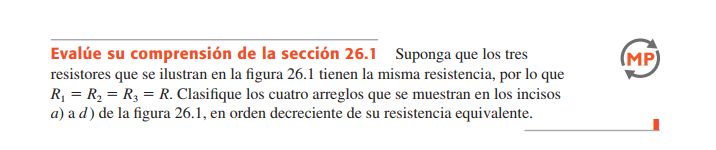 Evalúe su comprensión de la sección 26.1 Suponga que los tres
resistores que se ilustran en la figura 26.1 tienen la misma resistencia, por lo que
R₁ = R₂ = R₃ = R. Clasifique los cuatro arreglos que se muestran en los incisos
a) a d) de la figura 26.1, en orden decreciente de su resistencia equivalente.
MP